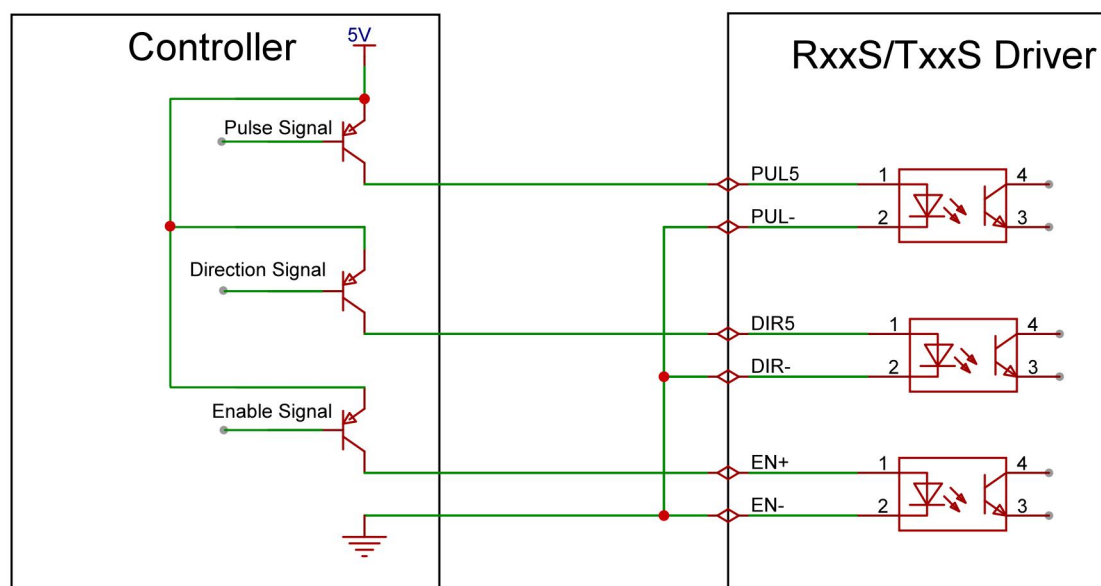 Controller
5V
RxxS/TxxS Driver
Pulse Signal
PUL5
1
4
PUL-
2
3
Direction Signal
DIR5
1
4
DIR-
2
3
Enable Signal
EN+
1
4
EN-
2
3